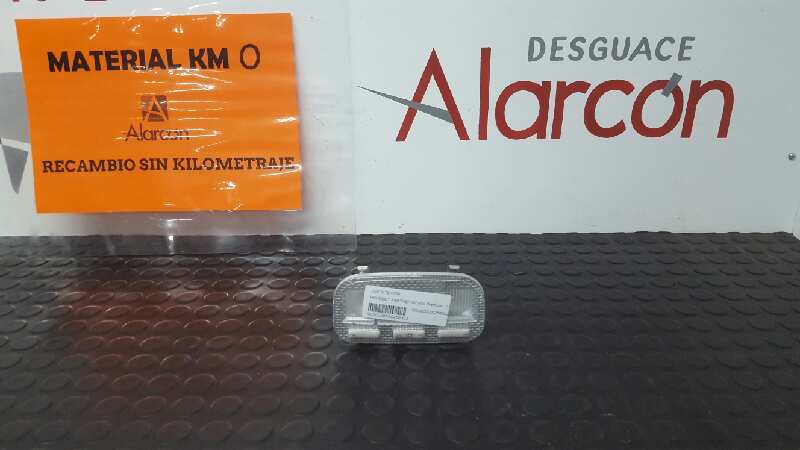 MATERIAL KM 0
Alarcón
RECAMBIO SIN KILOMETRAJE
DESGUACE
Alarcón